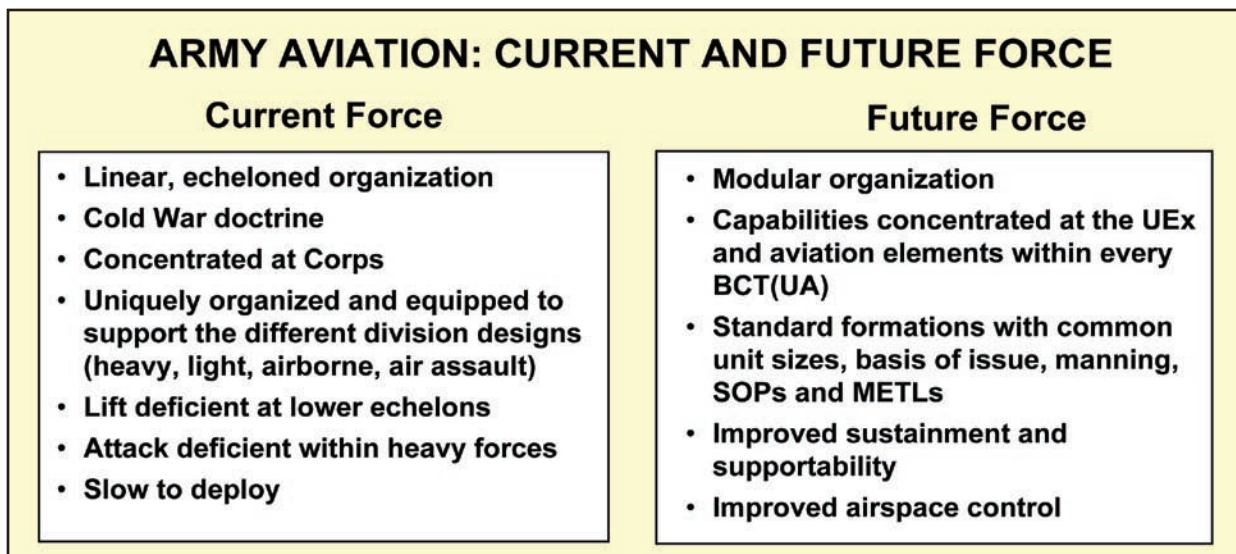 ARMY AVIATION: CURRENT AND FUTURE FORCE
Current Force
• Linear, echeloned organization
• Cold War doctrine
• Concentrated at Corps
• Uniquely organized and equipped to
support the different division designs
(heavy, light, airborne, air assault)
• Lift deficient at lower echelons
• Attack deficient within heavy forces
• Slow to deploy
Future Force
• Modular organization
• Capabilities concentrated at the UEx
and aviation elements within every
BCT(UA)
• Standard formations with common
unit sizes, basis of issue, manning,
SOPs and METLs
• Improved sustainment and
supportability
• Improved airspace control